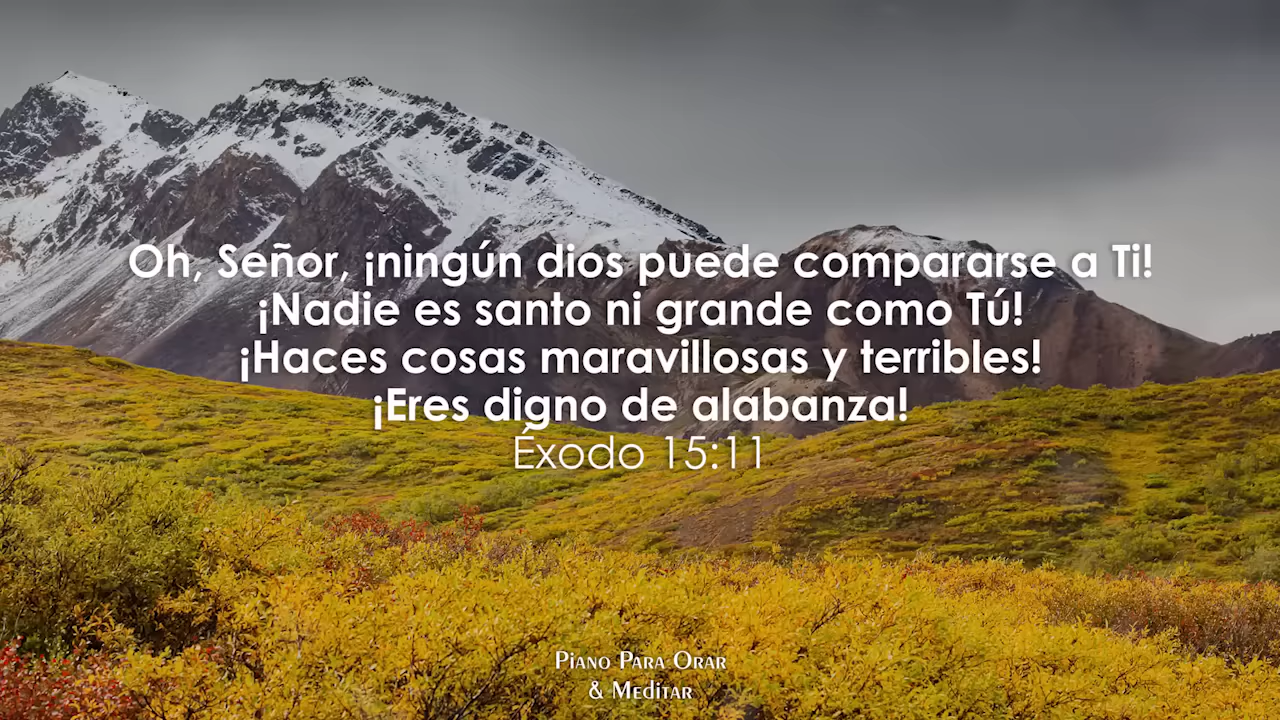 Oh, Señor, ¡ningún dios puede compararse a Ti!
¡Nadie es santo ni grande como Tú!
¡Haces cosas maravillosas y terribles!
¡Eres digno de alabanza!
Éxodo 15:11
Piano Para Orar
& Meditar